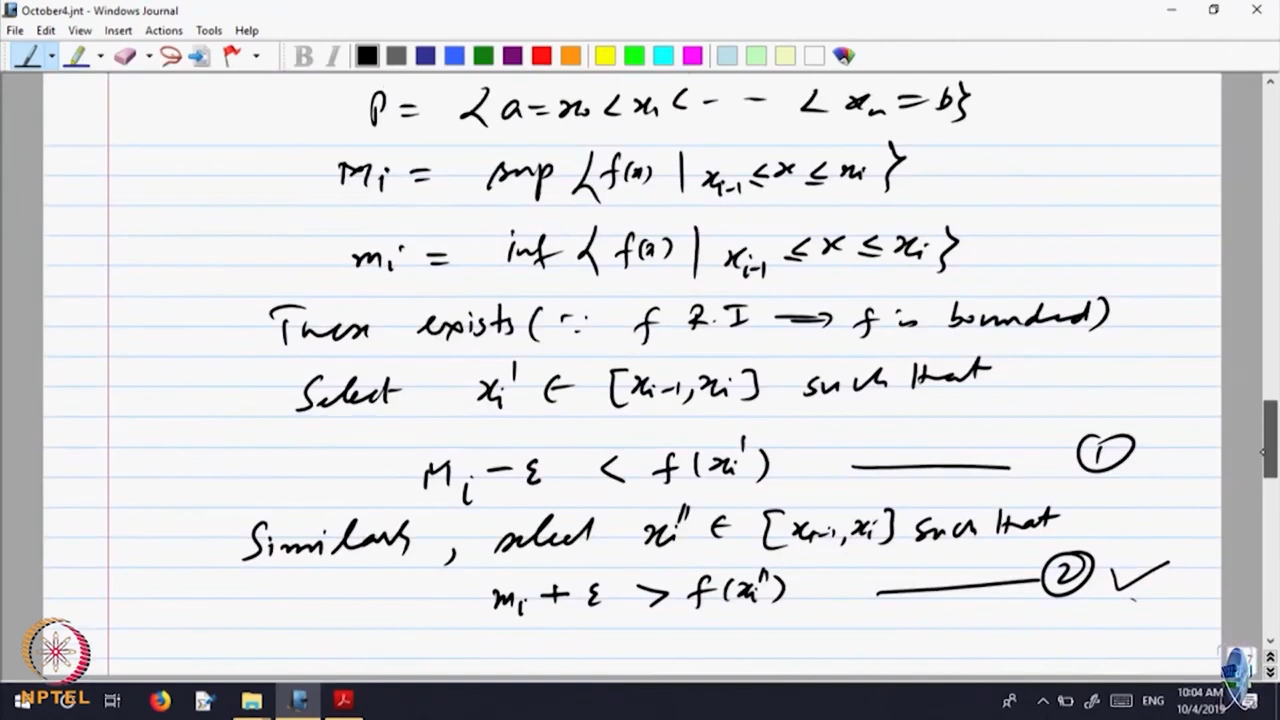 October4.jnt - Windows Journal
File Edit View Insert Actions Tools Help
B I
P = {a = x₀ < x₁ < - - < xₙ = b}
Mᵢ = sup {f(x) | xᵢ₋₁ ≤ x ≤ xᵢ}
mᵢ = inf {f(x) | xᵢ₋₁ ≤ x ≤ xᵢ}
These exists (∵ f R.I → f is bounded)
Select xᵢ' ∈ [xᵢ₋₁, xᵢ] such that
Mᵢ - ε < f(xᵢ') ——— ①
Similarly, select xᵢ'' ∈ [xᵢ₋₁, xᵢ] such that
mᵢ + ε > f(xᵢ'') ——— ② ✓
NPTEL
ENG
10:04 AM
10/4/2019